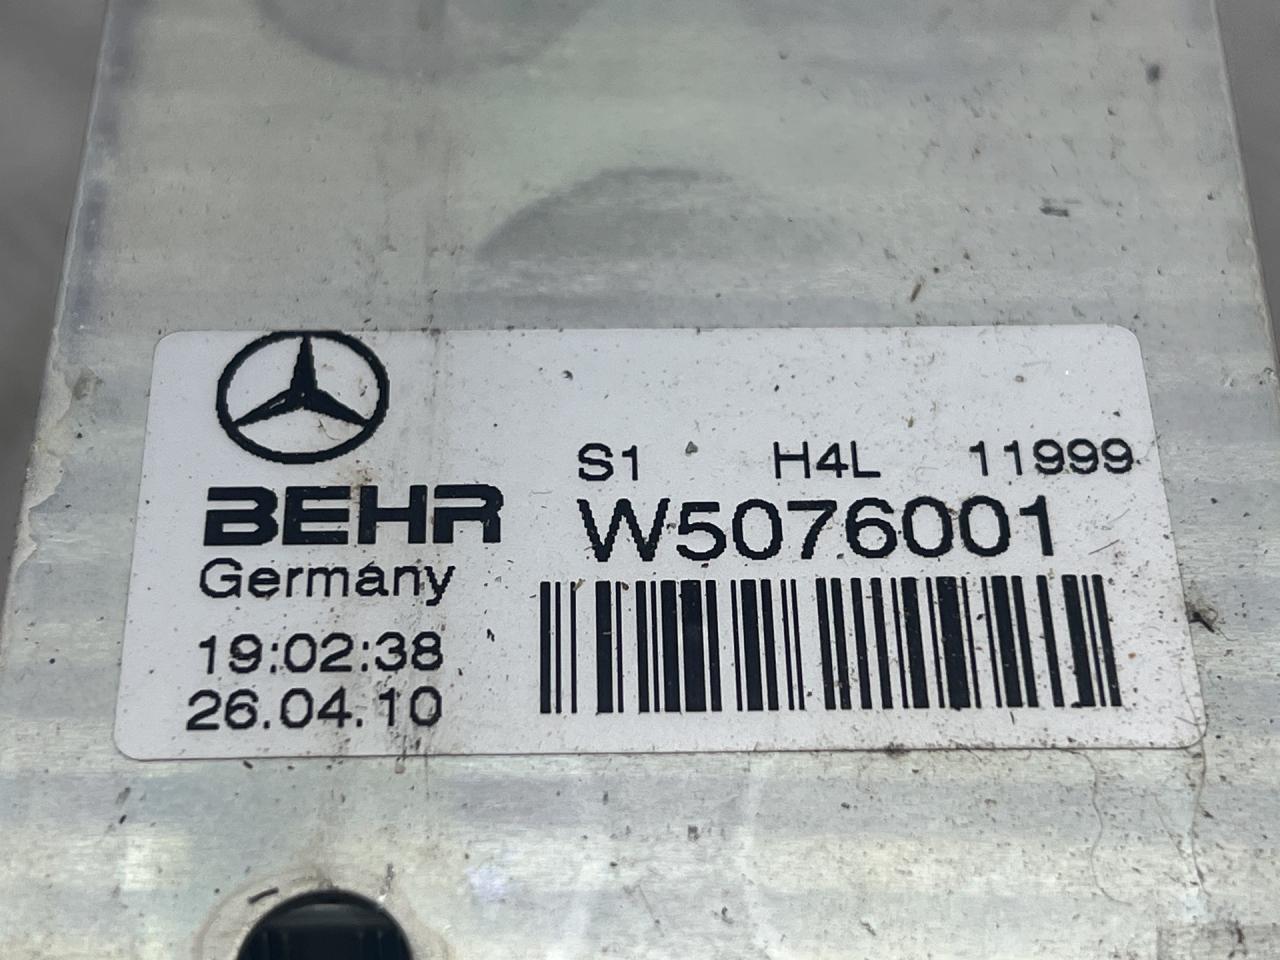 BEHR
Germany
19:02:38
26.04.10
S1 H4L 11999
W5076001